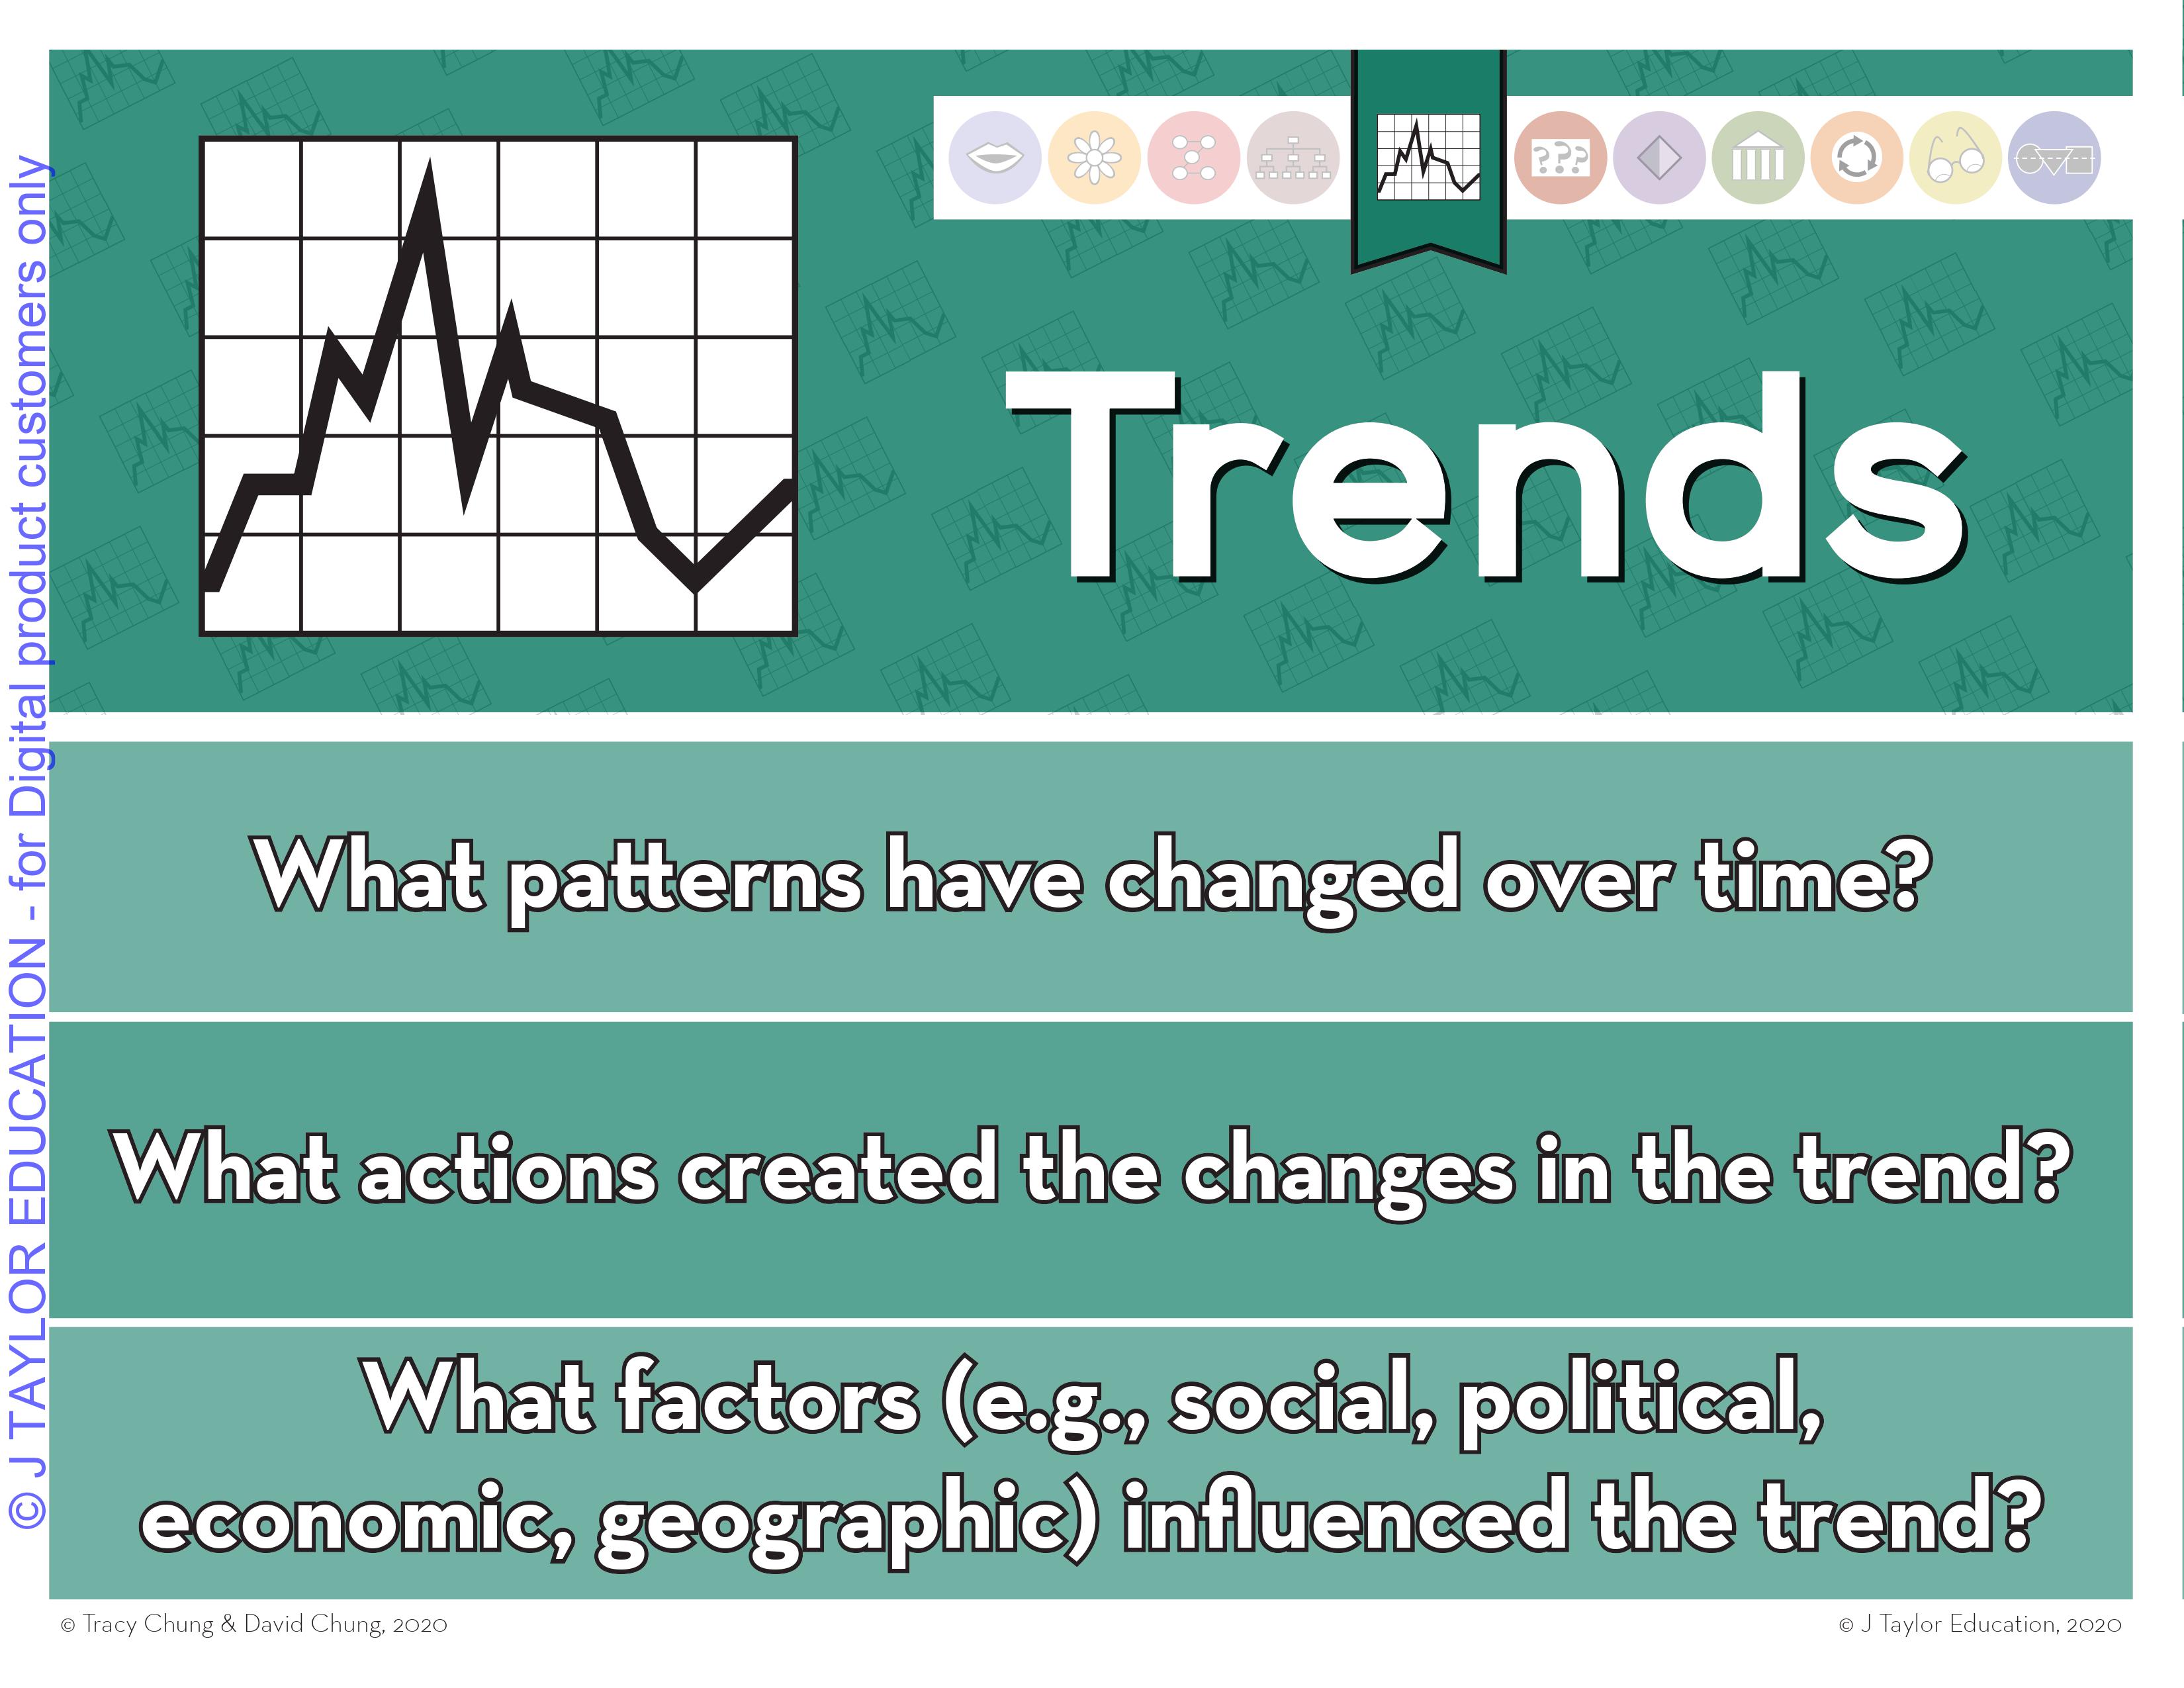 © J TAYLOR EDUCATION - for Digital product customers only
? ? ?
Trends
What patterns have changed over time?
What actions created the changes in the trend?
What factors (e.g., social, political,
economic, geographic) influenced the trend?
© Tracy Chung & David Chung, 2020
© J Taylor Education, 2020